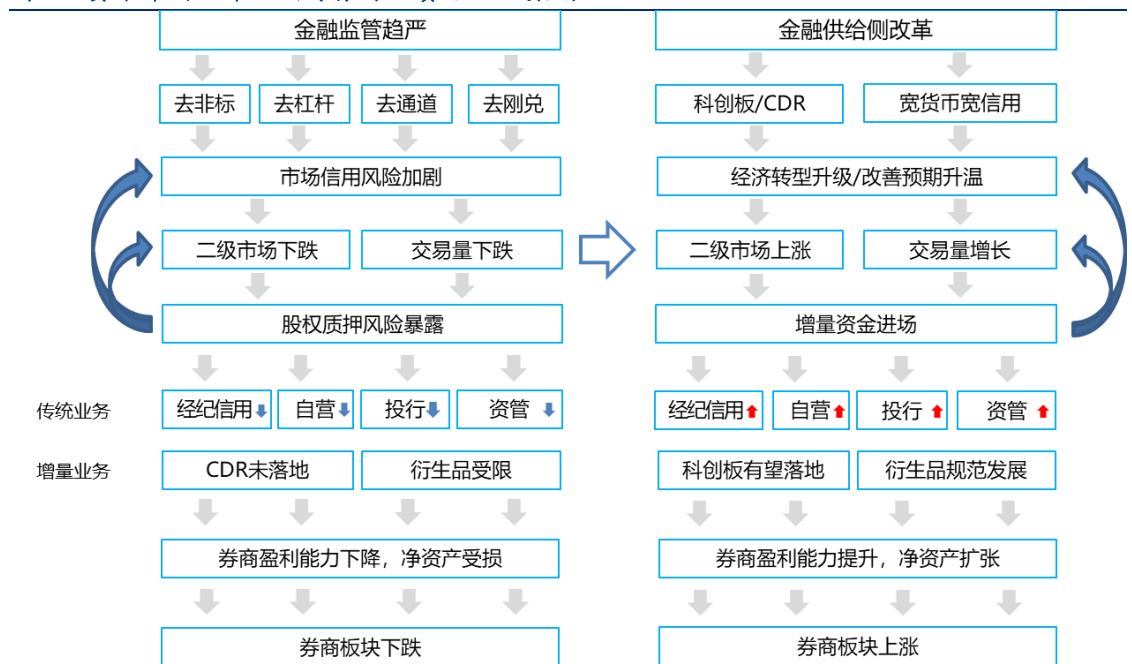 金融监管趋严
金融供给侧改革
去非标
去杠杆
去通道
去刚兑
科创板/CDR
宽货币宽信用
市场信用风险加剧
经济转型升级/改善预期升温
二级市场下跌
交易量下跌
二级市场上涨
交易量增长
股权质押风险暴露
增量资金进场
传统业务
经纪信用
自营
投行
资管
经纪信用
自营
投行
资管
增量业务
CDR未落地
衍生品受限
科创板有望落地
衍生品规范发展
券商盈利能力下降，净资产受损
券商盈利能力提升，净资产扩张
券商板块下跌
券商板块上涨